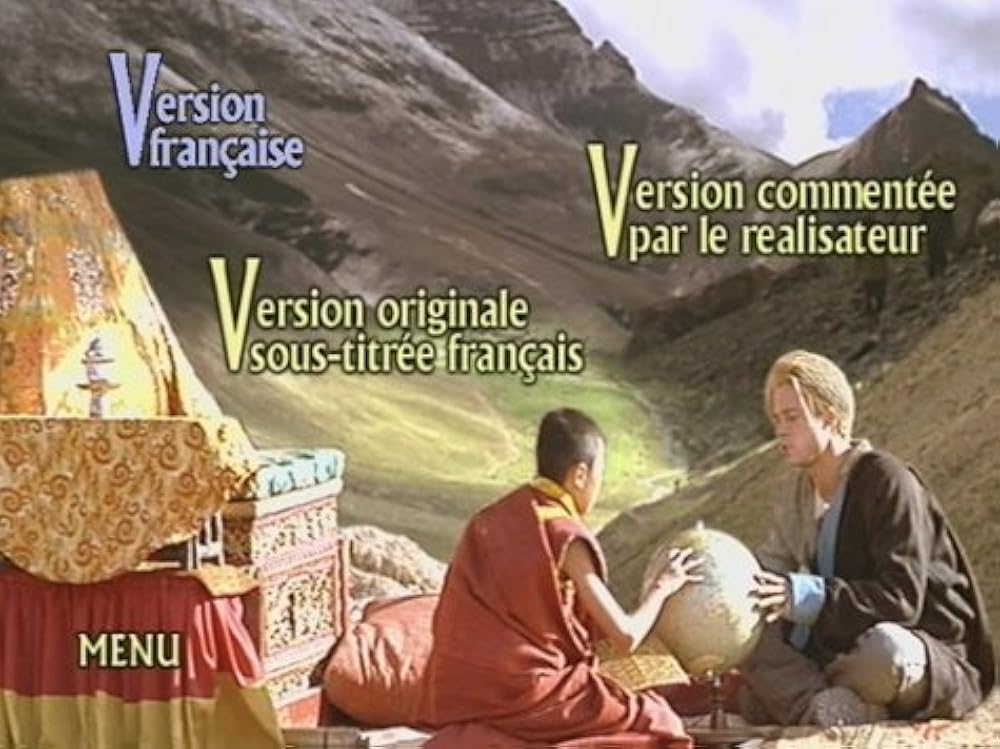 Version
française
Version commentée
par le realisateur
Version originale
sous-titrée français
MENU